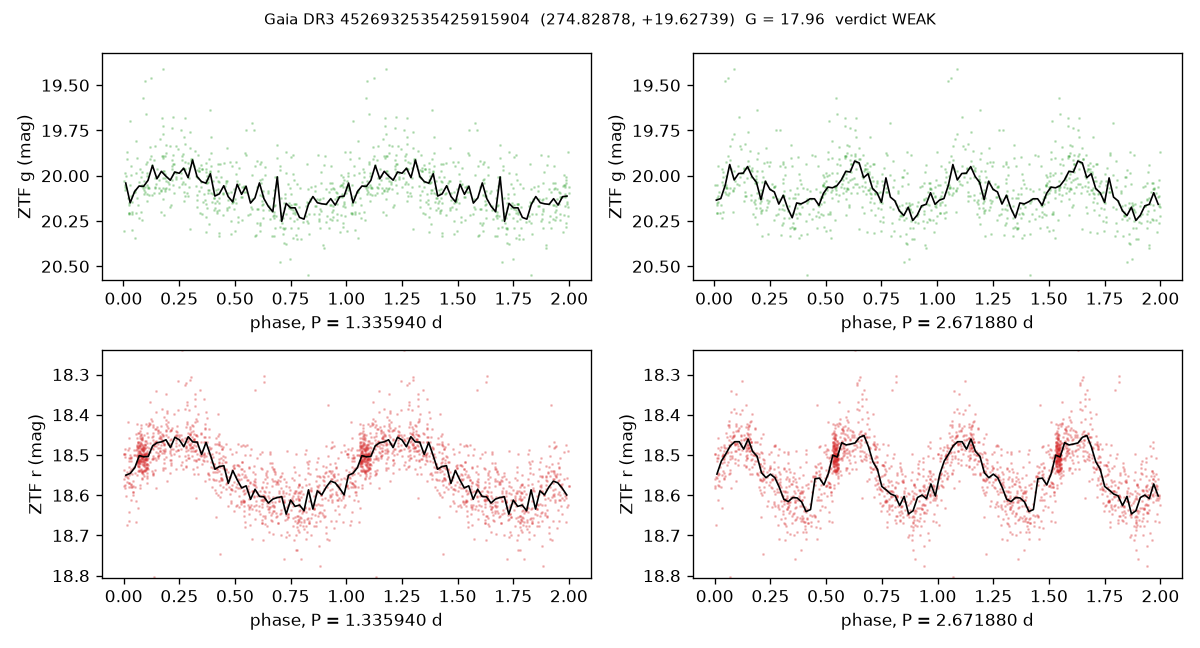 Gaia DR3 4526932535425915904 (274.82878, +19.62739) G = 17.96 verdict WEAK
ZTF g (mag)
19.50
19.75
20.00
20.25
20.50
0.00 0.25 0.50 0.75 1.00 1.25 1.50 1.75 2.00
phase, P = 1.335940 d
ZTF g (mag)
19.50
19.75
20.00
20.25
20.50
0.00 0.25 0.50 0.75 1.00 1.25 1.50 1.75 2.00
phase, P = 2.671880 d
ZTF r (mag)
18.3
18.4
18.5
18.6
18.7
18.8
0.00 0.25 0.50 0.75 1.00 1.25 1.50 1.75 2.00
phase, P = 1.335940 d
ZTF r (mag)
18.3
18.4
18.5
18.6
18.7
18.8
0.00 0.25 0.50 0.75 1.00 1.25 1.50 1.75 2.00
phase, P = 2.671880 d